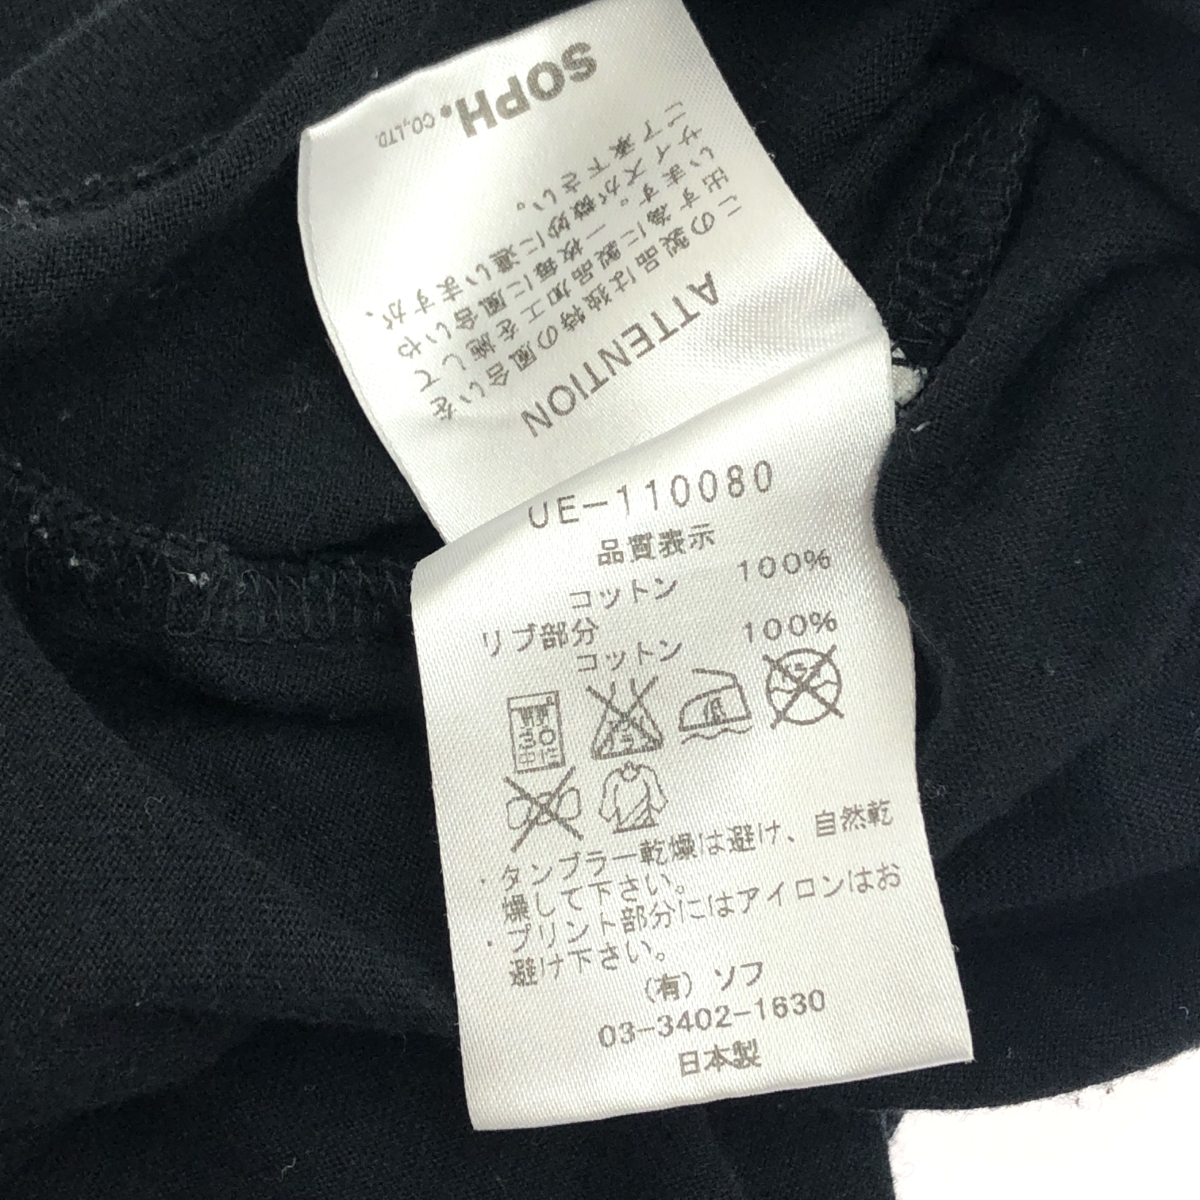 SOPH. CO.,LTD.
ATTENTION
この製品は独特の風合いを
出す為に製品加工を施して
います。一枚毎に風合いや
サイズが微妙に違いますが、
ご了承下さい。
UE-110080
品質表示
コットン 100%
リブ部分
コットン 100%
30
中
・タンブラー乾燥は避け、自然乾
燥して下さい。
・プリント部分にはアイロンはお
避け下さい。
(有) ソフ
03-3402-1630
日本製